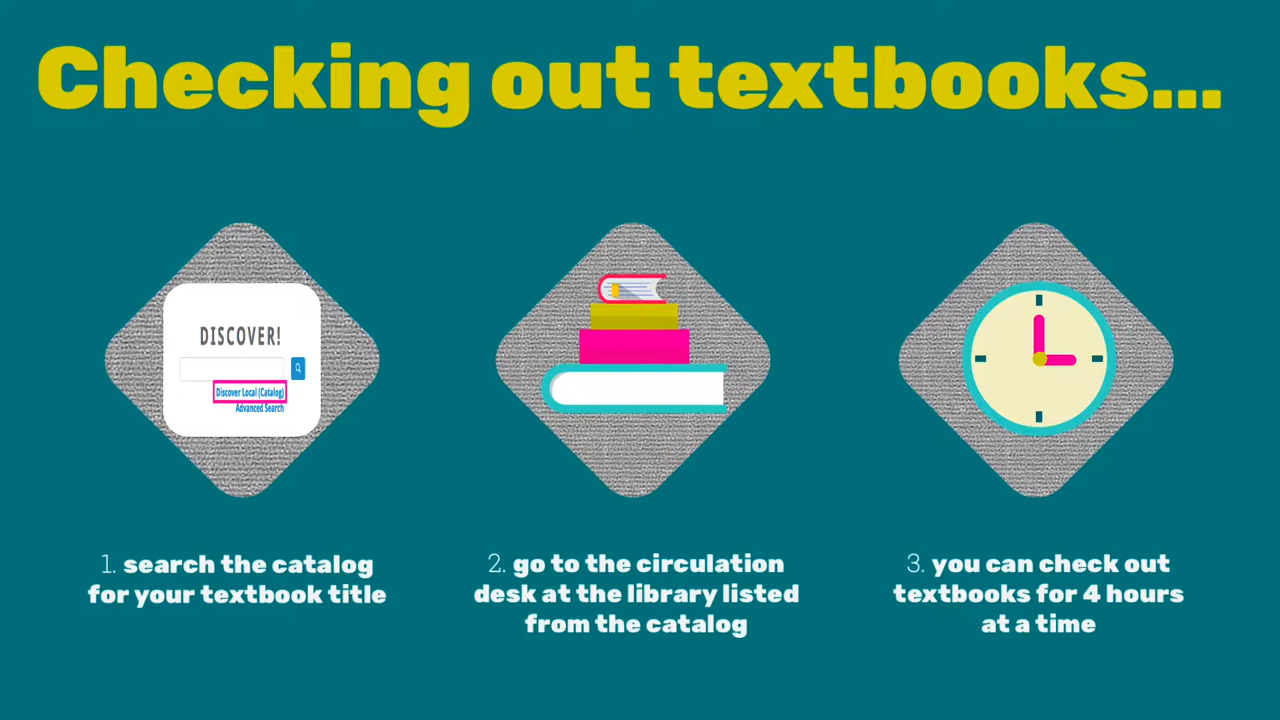 Checking out textbooks...
DISCOVER!
Discover Local (Catalog)
Advanced Search
1. search the catalog
for your textbook title
2. go to the circulation
desk at the library listed
from the catalog
3. you can check out
textbooks for 4 hours
at a time